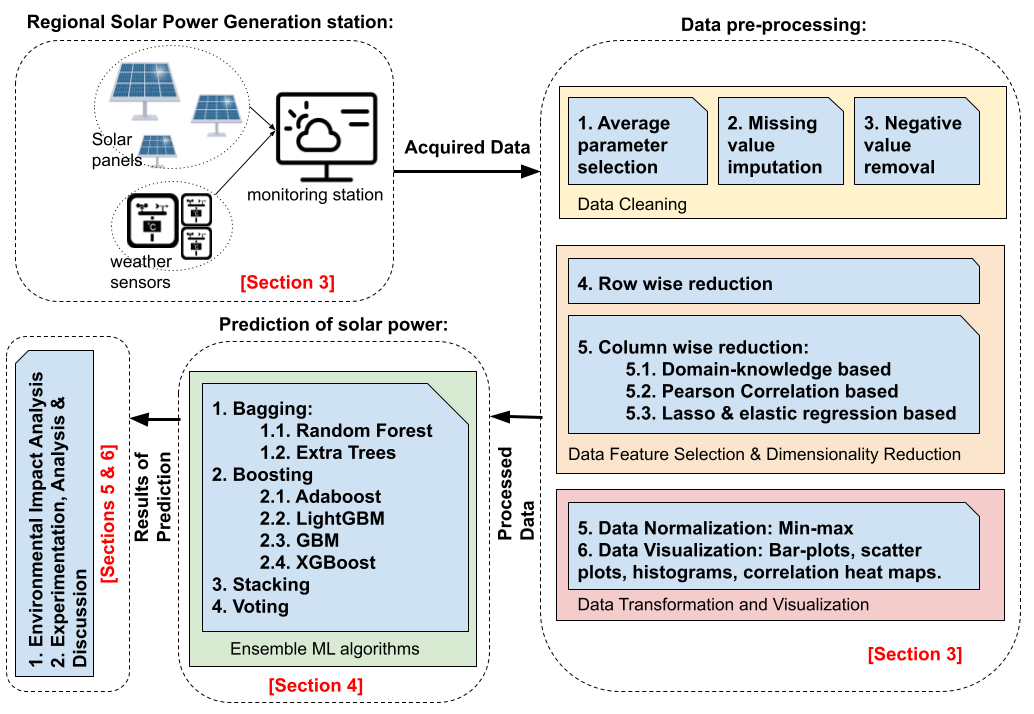 Regional Solar Power Generation station:
Solar
panels
weather
sensors
monitoring station
[Section 3]
Acquired Data
Data pre-processing:
1. Average
parameter
selection
2. Missing
value
imputation
3. Negative
value
removal
Data Cleaning
4. Row wise reduction
5. Column wise reduction:
5.1. Domain-knowledge based
5.2. Pearson Correlation based
5.3. Lasso & elastic regression based
Data Feature Selection & Dimensionality Reduction
5. Data Normalization: Min-max
6. Data Visualization: Bar-plots, scatter
plots, histograms, correlation heat maps.
Data Transformation and Visualization
[Section 3]
Processed
Data
Prediction of solar power:
1. Bagging:
1.1. Random Forest
1.2. Extra Trees
2. Boosting
2.1. Adaboost
2.2. LightGBM
2.3. GBM
2.4. XGBoost
3. Stacking
4. Voting
Ensemble ML algorithms
[Section 4]
Results of
Prediction
1. Environmental Impact Analysis
2. Experimentation, Analysis &
Discussion
[Sections 5 & 6]